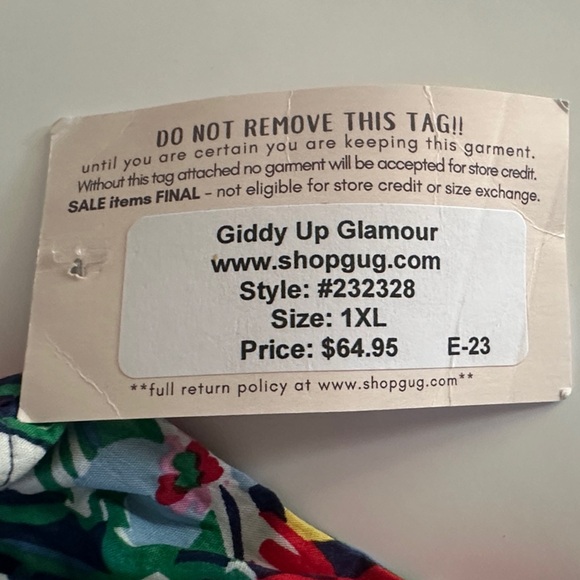 DO NOT REMOVE THIS TAG!!
until you are certain you are keeping this garment.
Without this tag attached no garment will be accepted for store credit.
SALE items FINAL - not eligible for store credit or size exchange.
Giddy Up Glamour
www.shopgug.com
Style: #232328
Size: 1XL
Price: $64.95 E-23
**full return policy at www.shopgug.com**